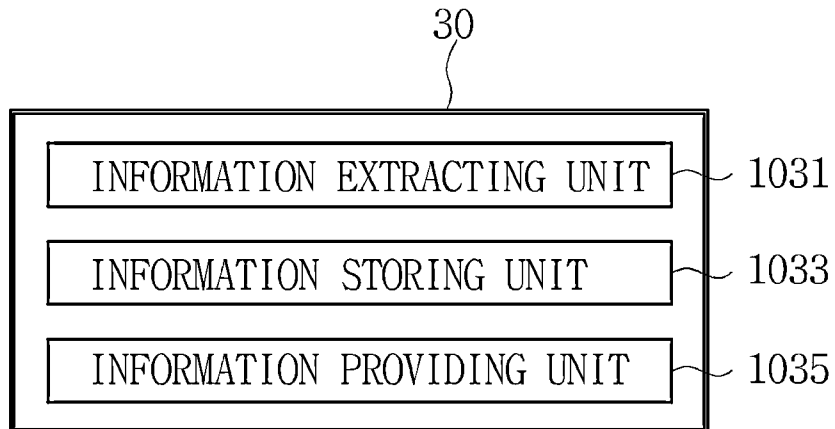 30
INFORMATION EXTRACTING UNIT 1031
INFORMATION STORING UNIT 1033
INFORMATION PROVIDING UNIT 1035